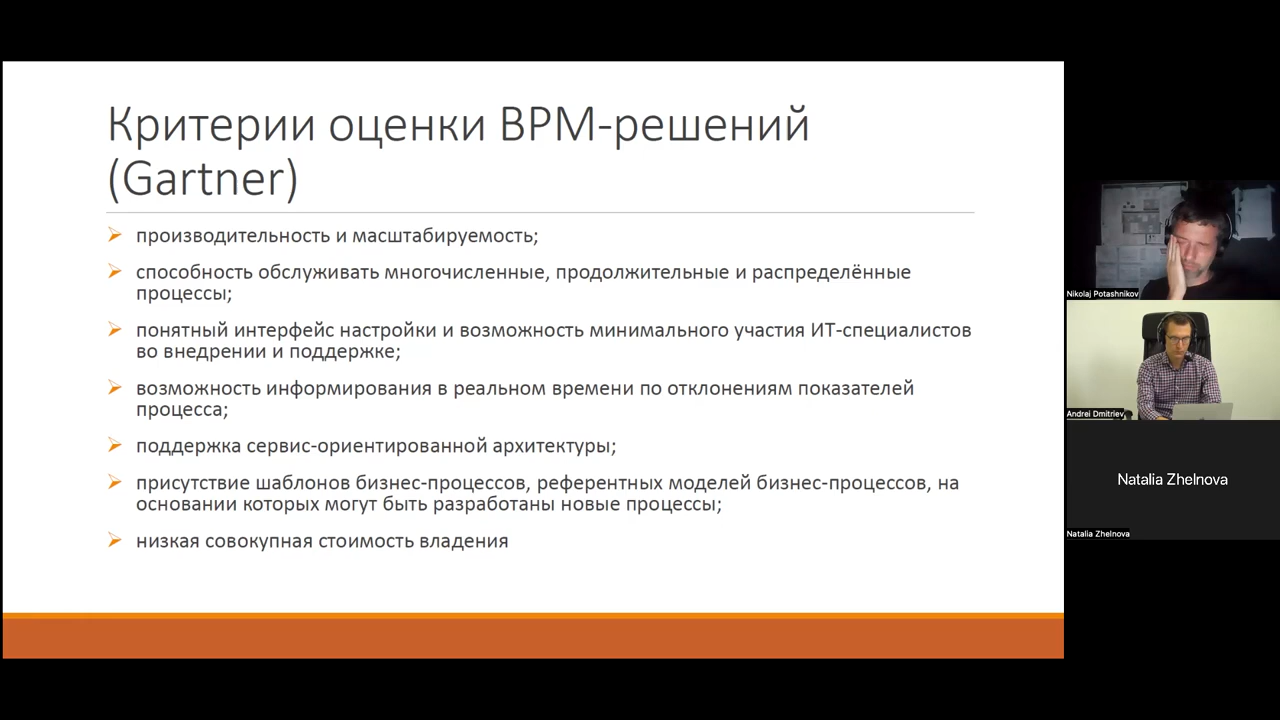 Критерии оценки BPM-решений
(Gartner)
производительность и масштабируемость;
способность обслуживать многочисленные, продолжительные и распределённые
процессы;
понятный интерфейс настройки и возможность минимального участия ИТ-специалистов
во внедрении и поддержке;
возможность информирования в реальном времени по отклонениям показателей
процесса;
поддержка сервис-ориентированной архитектуры;
присутствие шаблонов бизнес-процессов, референтных моделей бизнес-процессов, на
основании которых могут быть разработаны новые процессы;
низкая совокупная стоимость владения
Nikolaj Potashnikov
Andrei Dmitriev
Natalia Zhelnova
Natalia Zhelnova